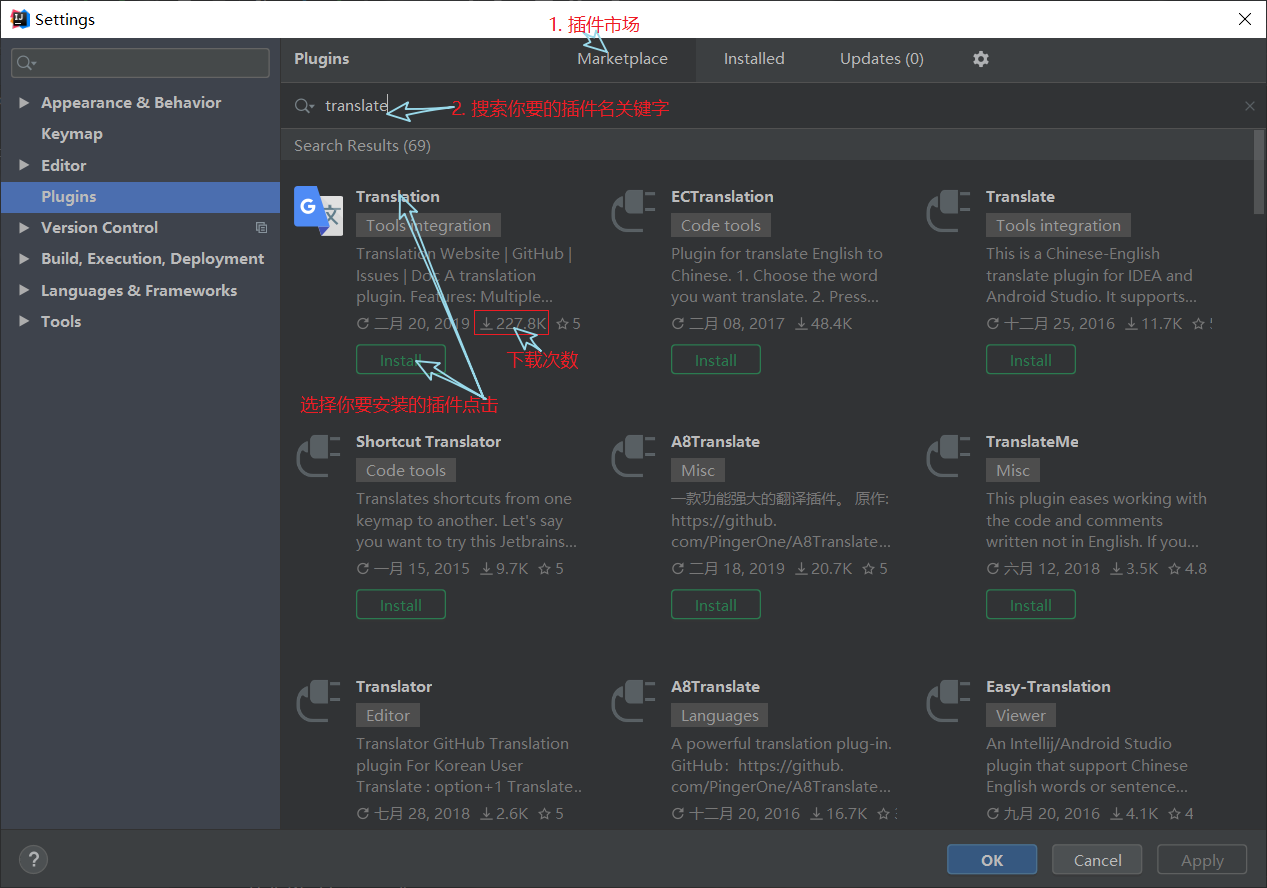 Settings
1. 插件市场
Plugins
Marketplace
Installed
Updates (0)
translate
2. 搜索你要的插件名关键字
Search Results (69)
Appearance & Behavior
Keymap
Editor
Plugins
Version Control
Build, Execution, Deployment
Languages & Frameworks
Tools
Translation
Tools integration
Translation Website | GitHub |
Issues | Doc A translation
plugin. Features: Multiple...
二月 20, 2019 227.8K 5
Install
下载次数
选择你要安装的插件点击
ECTranslation
Code tools
Plugin for translate English to
Chinese. 1. Choose the word
you want translate. 2. Press...
二月 08, 2017 48.4K
Install
Translate
Tools integration
This is a Chinese-English
translate plugin for IDEA and
Android Studio. It supports...
十二月 25, 2016 11.7K
Install
Shortcut Translator
Code tools
Translates shortcuts from one
keymap to another. Let's say
you want to try this Jetbrains...
一月 15, 2015 9.7K 5
Install
A8Translate
Misc
一款功能强大的翻译插件。 原作:
https://github.
com/PingerOne/A8Translate...
二月 18, 2019 20.7K 5
Install
TranslateMe
Misc
This plugin eases working with
the code and comments
written not in English. If you...
六月 12, 2018 3.5K 4.8
Install
Translator
Editor
Translator GitHub Translation
plugin For Korean User
Translate : option+1 Translate..
七月 28, 2018 2.6K 5
A8Translate
Languages
A powerful translation plug-in.
GitHub：https://github.
com/PingerOne/A8Translate...
十二月 20, 2016 16.7K
Easy-Translation
Viewer
An Intellij/Android Studio
plugin that support Chinese
English words or sentence...
九月 20, 2016 4.1K 4
?
OK
Cancel
Apply